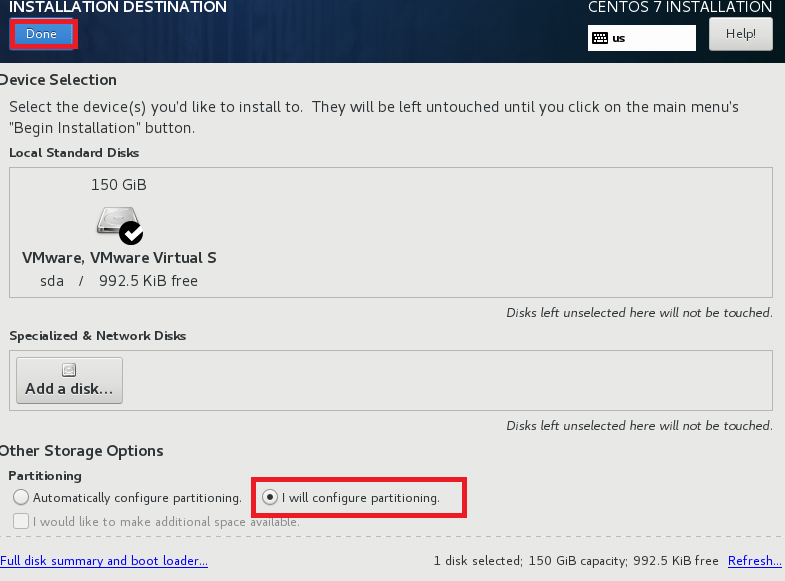 INSTALLATION DESTINATION
CENTOS 7 INSTALLATION
Done
us
Help!
Device Selection
Select the device(s) you'd like to install to.  They will be left untouched until you click on the main menu's
"Begin Installation" button.
Local Standard Disks
150 GiB
VMware, VMware Virtual S
sda / 992.5 KiB free
Disks left unselected here will not be touched.
Specialized & Network Disks
Add a disk...
Disks left unselected here will not be touched.
Other Storage Options
Partitioning
Automatically configure partitioning.
I will configure partitioning.
I would like to make additional space available.
Full disk summary and boot loader...
1 disk selected; 150 GiB capacity; 992.5 KiB free
Refresh...